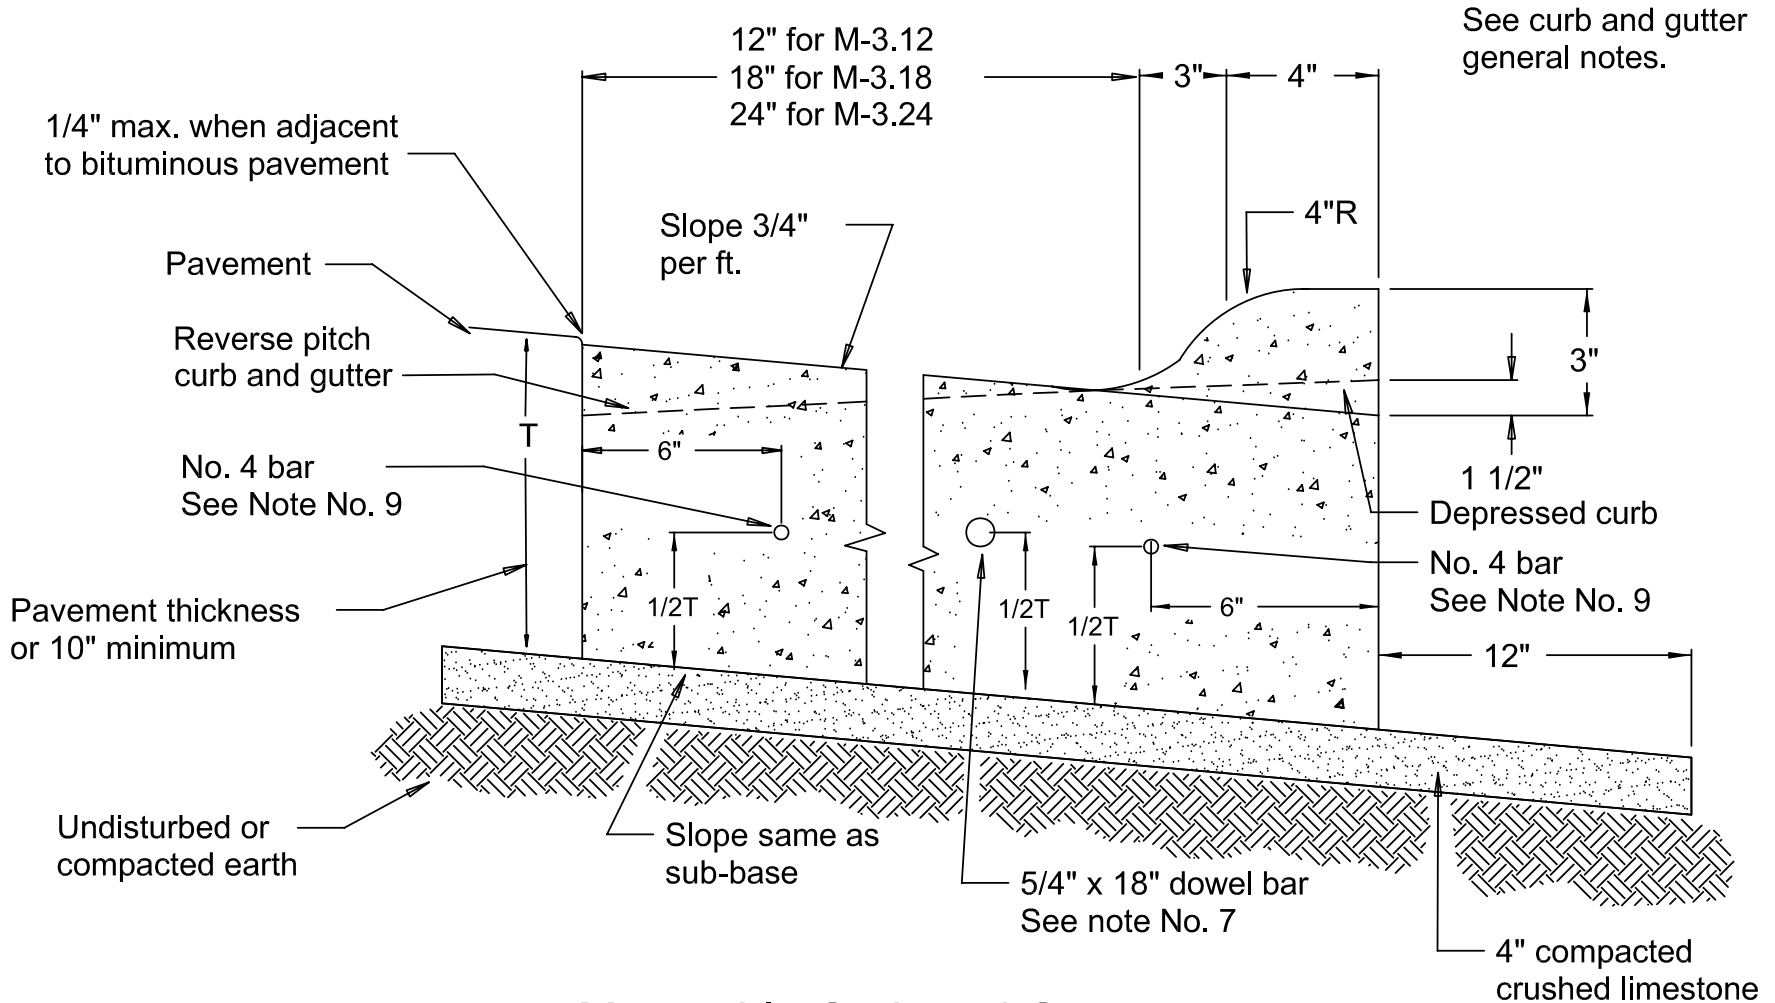 See curb and gutter
general notes.
12" for M-3.12
18" for M-3.18
24" for M-3.24
3"
4"
1/4" max. when adjacent
to bituminous pavement
Slope 3/4"
per ft.
4"R
Pavement
Reverse pitch
curb and gutter
3"
T
6"
No. 4 bar
See Note No. 9
1 1/2"
Depressed curb
No. 4 bar
See Note No. 9
Pavement thickness
or 10" minimum
1/2T
1/2T
1/2T
6"
12"
Undisturbed or
compacted earth
Slope same as
sub-base
5/4" x 18" dowel bar
See note No. 7
4" compacted
crushed limestone